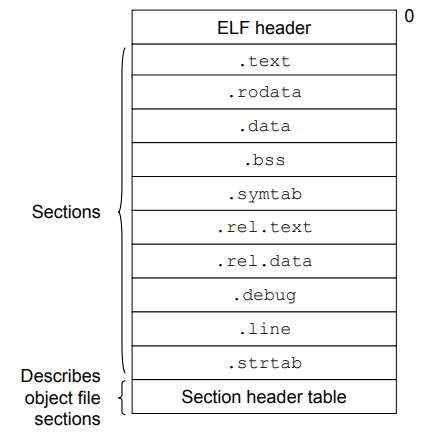 0
ELF header
.text
.rodata
.data
.bss
.symtab
Sections
.rel.text
.rel.data
.debug
.line
.strtab
Describes
object file
sections
Section header table